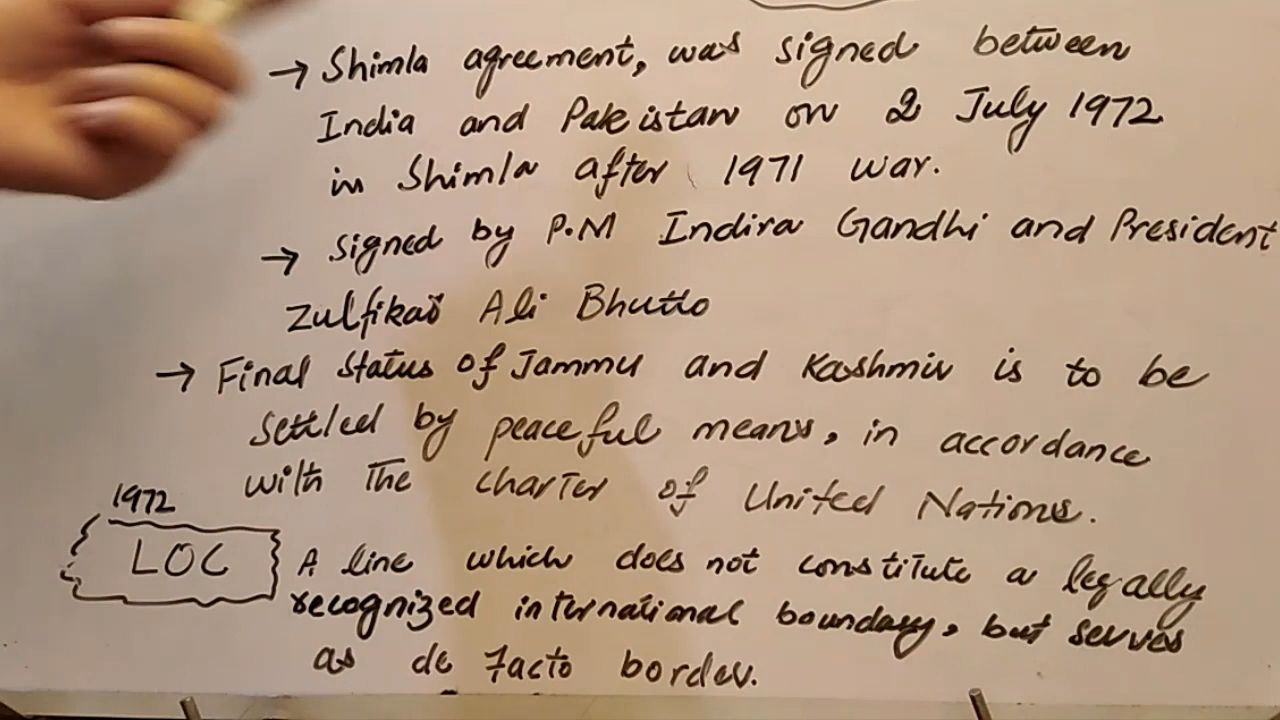 → Shimla agreement, was signed between
India and Pakistan on 2 July 1972
in Shimla after 1971 war.
→ signed by P.M Indira Gandhi and President
Zulfikar Ali Bhutto
→ Final status of Jammu and Kashmir is to be
settled by peaceful means, in accordance
with the charter of United Nations.
1972
LOC
A line which does not constitute a legally
recognized international boundary, but serves
as de facto border.